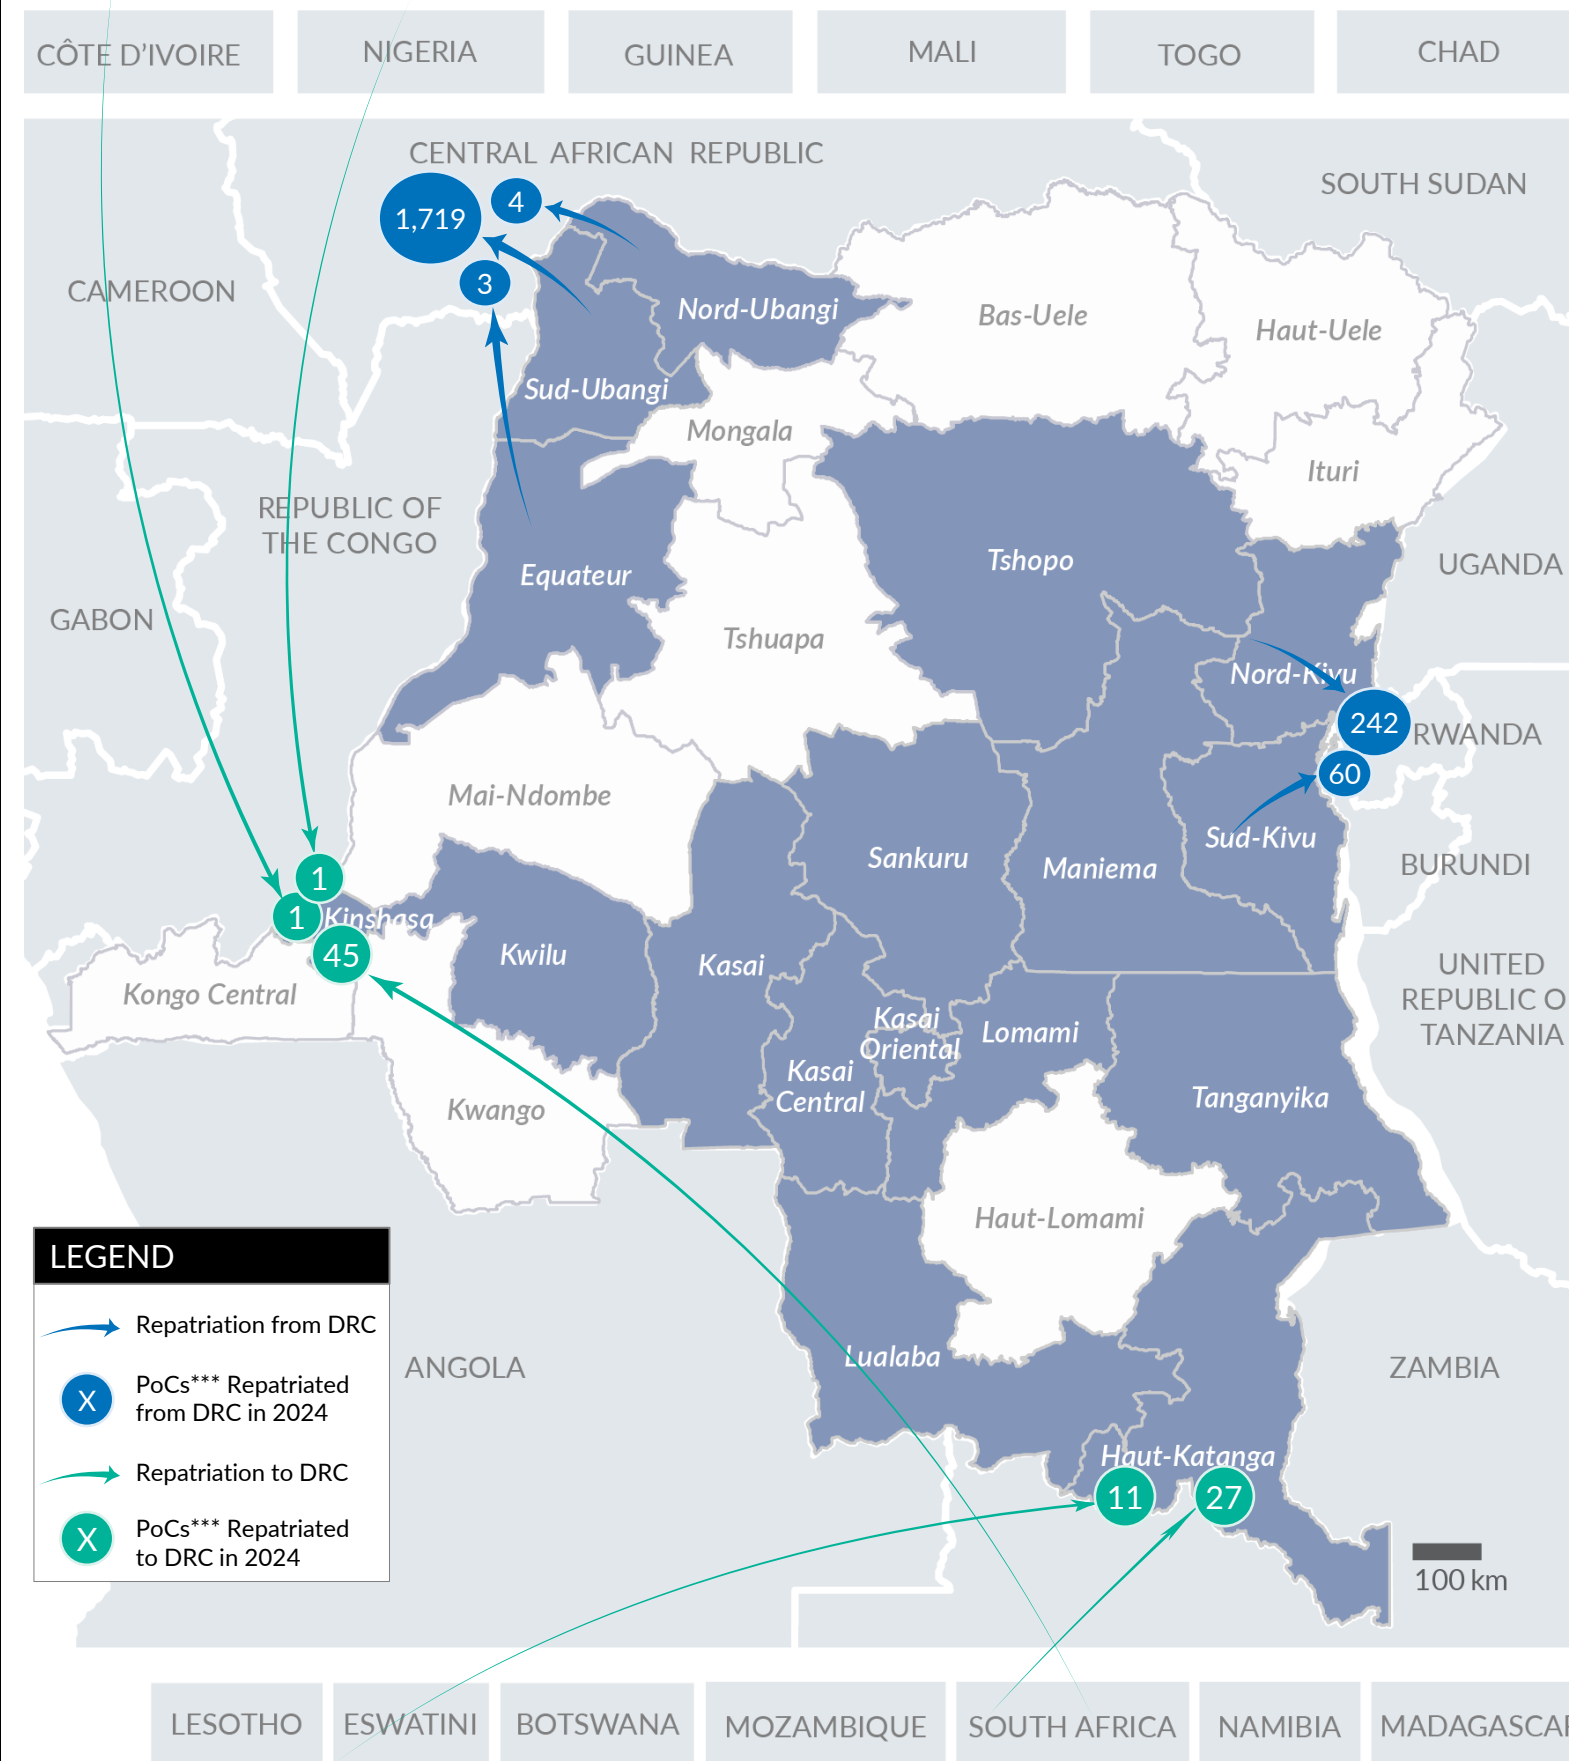 CÔTE D'IVOIRE
NIGERIA
GUINEA
MALI
TOGO
CHAD
CENTRAL AFRICAN REPUBLIC
SOUTH SUDAN
1,719
4
3
CAMEROON
Nord-Ubangi
Bas-Uele
Haut-Uele
Sud-Ubangi
Mongala
Ituri
REPUBLIC OF
THE CONGO
Equateur
Tshopo
UGANDA
GABON
Tshuapa
Nord-Kivu
242
RWANDA
60
Mai-Ndombe
Sankuru
Maniema
Sud-Kivu
BURUNDI
1
1
Kinshasa
45
Kwilu
Kasai
Kongo Central
UNITED
REPUBLIC O
TANZANIA
Kasai
Oriental
Lomami
Kasai
Central
Kwango
Tanganyika
Haut-Lomami
LEGEND
Repatriation from DRC
X
PoCs*** Repatriated
from DRC in 2024
Repatriation to DRC
X
PoCs*** Repatriated
to DRC in 2024
ANGOLA
Lualaba
ZAMBIA
Haut-Katanga
11
27
100 km
LESOTHO
ESWATINI
BOTSWANA
MOZAMBIQUE
SOUTH AFRICA
NAMIBIA
MADAGASCAR